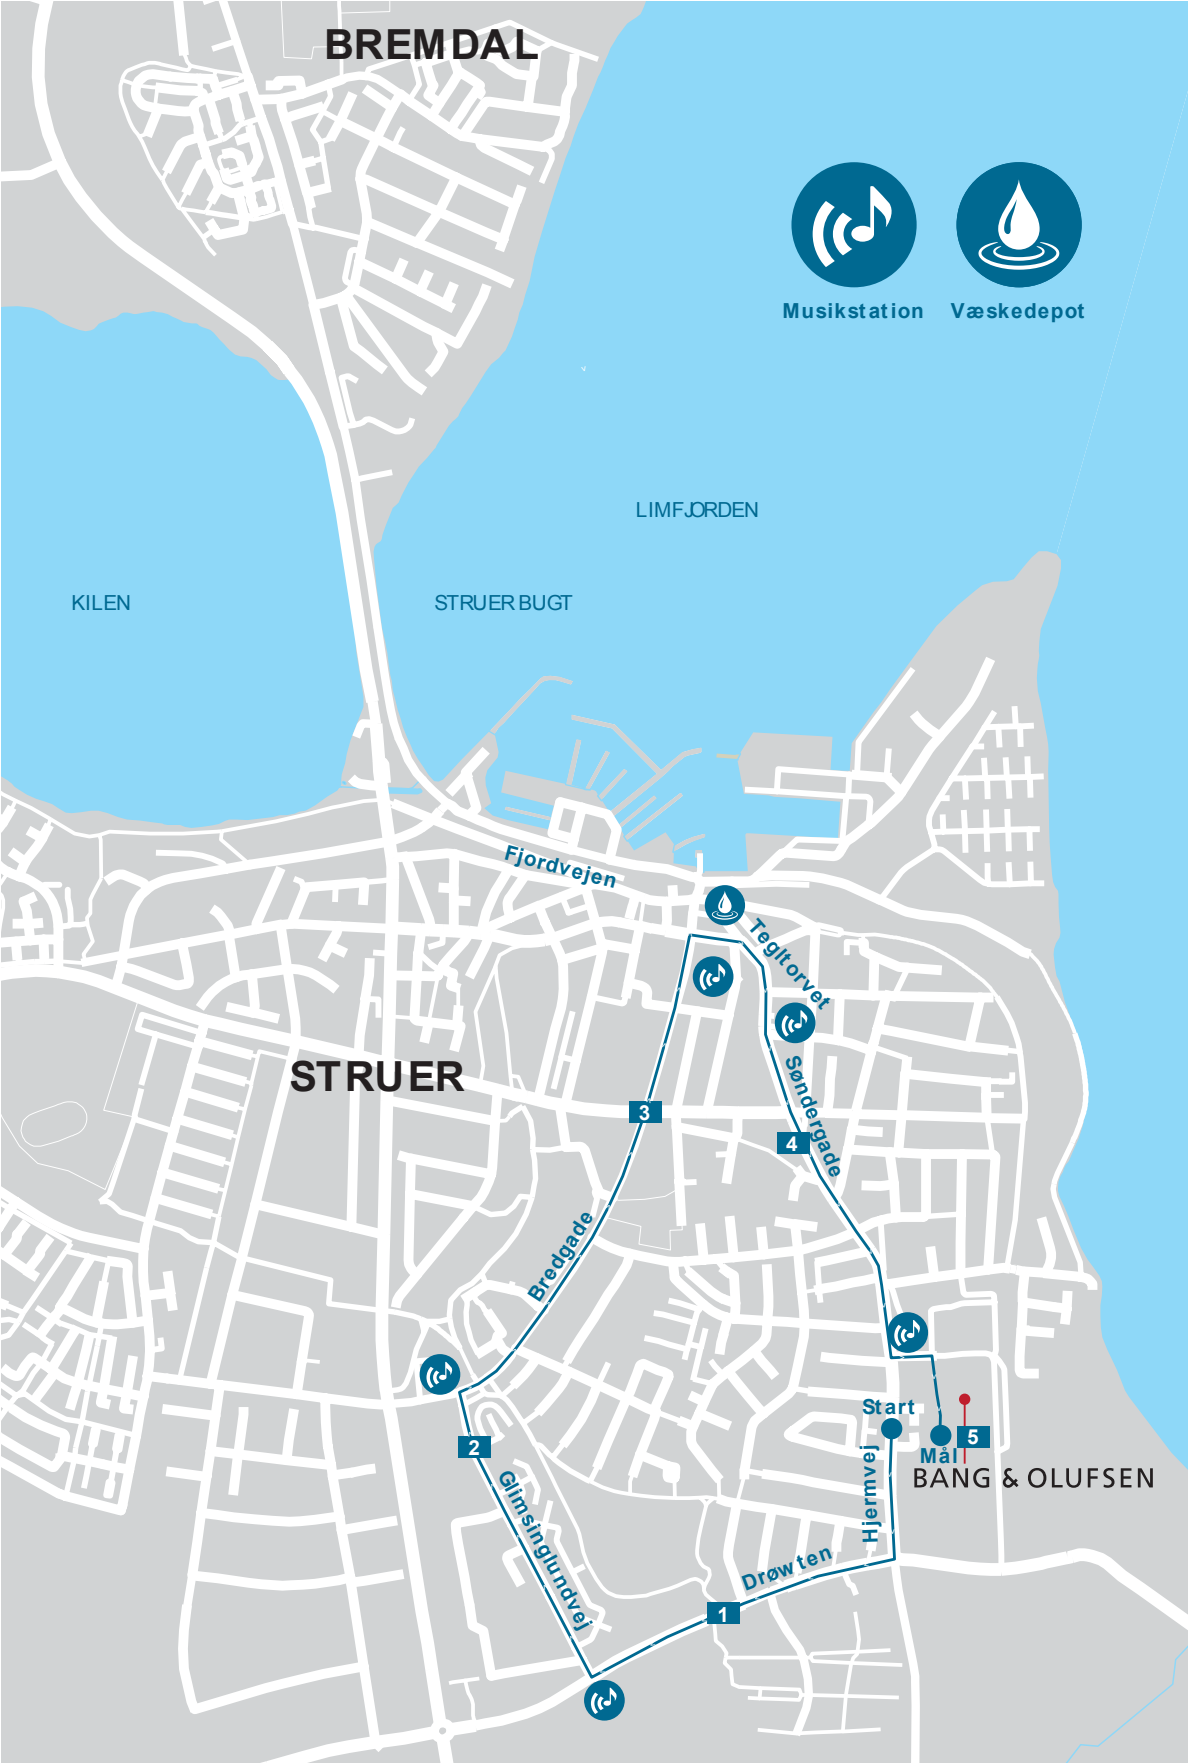 BREMDAL
Musikstation
Væskedepot
LIMFJORDEN
KILEN
STRUER BUGT
Fjordvejen
Tegltorvet
STRUER
Søndergade
3
4
Bredgade
Start
5
2
Mål
BANG & OLUFSEN
Hjermvej
Glimsinglundvej
Drøwten
1